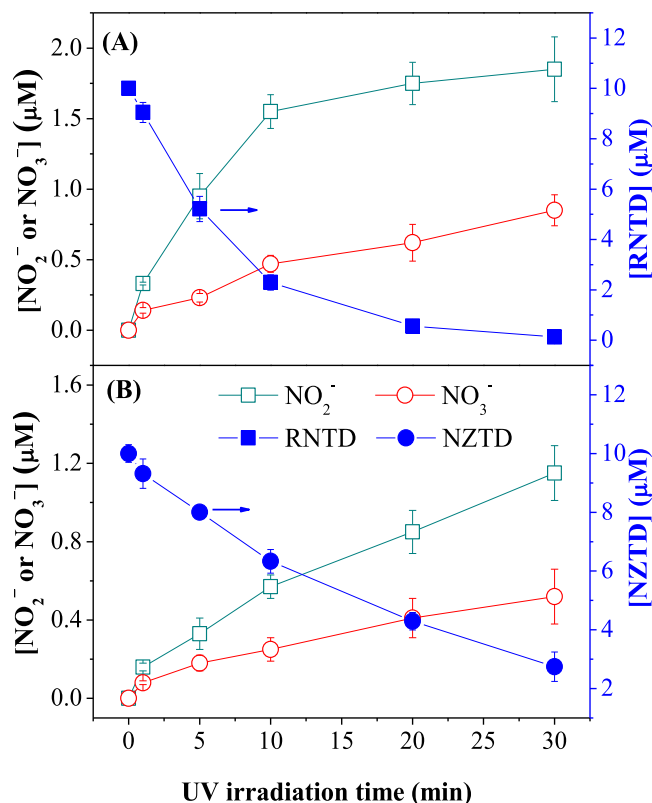 (A)
[NO₂⁻ or NO₃⁻] (μM)
2.0
1.5
1.0
0.5
0.0
12
10
8
6
4
2
0
[RNTD] (μM)
(B)
NO₂⁻ NO₃⁻
RNTD NZTD
[NO₂⁻ or NO₃⁻] (μM)
1.6
1.2
0.8
0.4
0.0
12
10
8
6
4
2
[NZTD] (μM)
0 5 10 20 30
UV irradiation time (min)